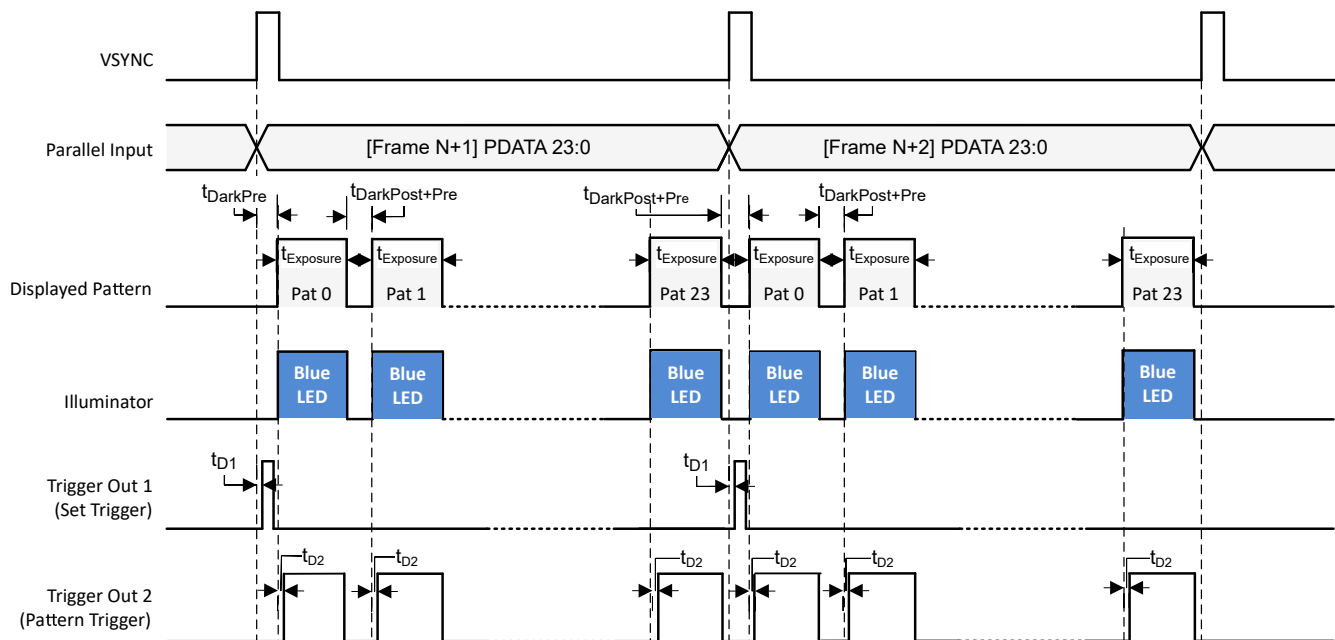 VSYNC
Parallel Input
[Frame N+1] PDATA 23:0
[Frame N+2] PDATA 23:0
tDarkPre
tDarkPost+Pre
tDarkPost+Pre
tDarkPost+Pre
Displayed Pattern
tExposure
Pat 0
tExposure
Pat 1
tExposure
Pat 23
tExposure
Pat 0
tExposure
Pat 1
tExposure
Pat 23
Illuminator
Blue
LED
Blue
LED
Blue
LED
Blue
LED
Blue
LED
Blue
LED
Trigger Out 1
(Set Trigger)
tD1
tD1
Trigger Out 2
(Pattern Trigger)
tD2
tD2
tD2
tD2
tD2
tD2